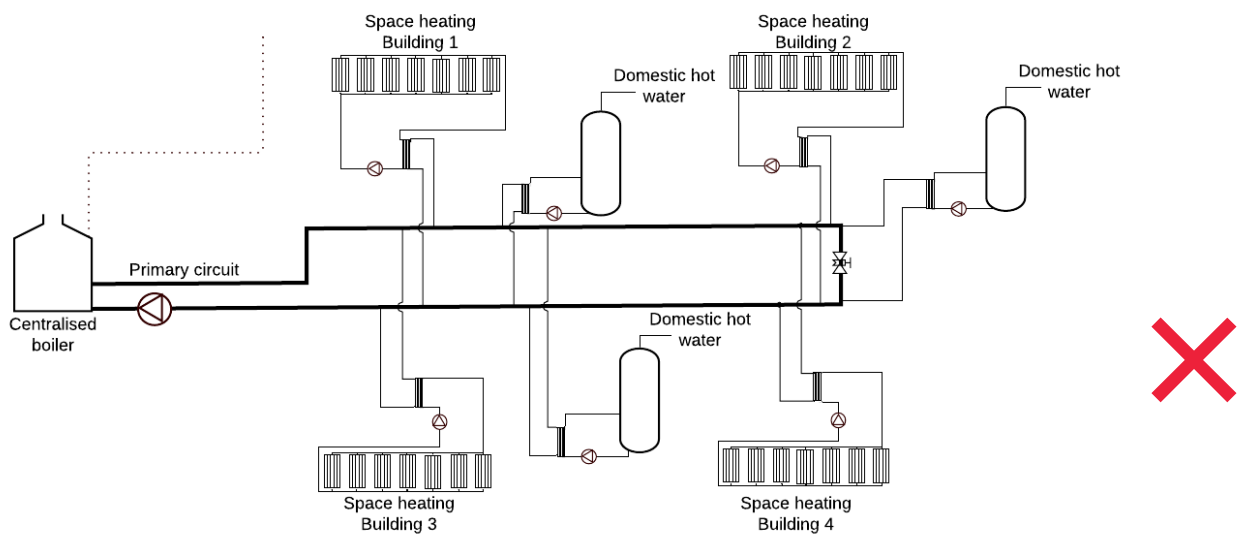 Space heating
Building 1
Space heating
Building 2
Domestic hot
water
Domestic hot
water
Primary circuit
Centralised
boiler
Domestic hot
water
Space heating
Building 3
Space heating
Building 4